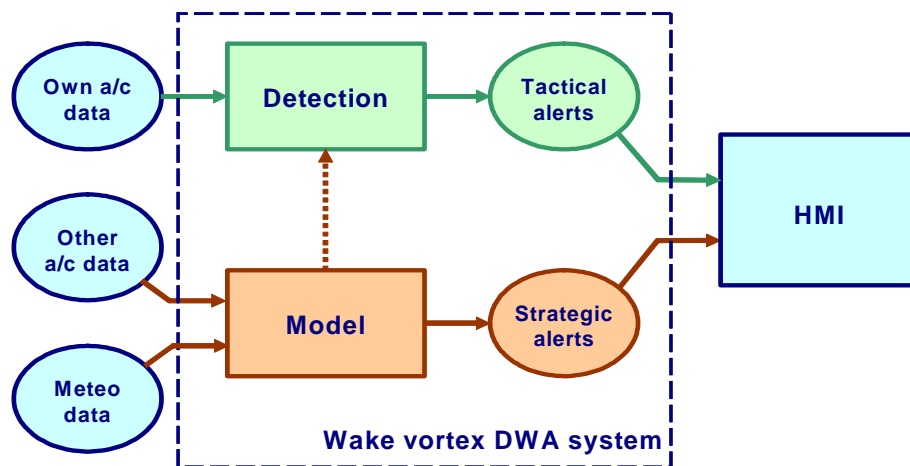 Own a/c
data
Detection
Tactical
alerts
HMI
Other
a/c data
Model
Strategic
alerts
Meteo
data
Wake vortex DWA system